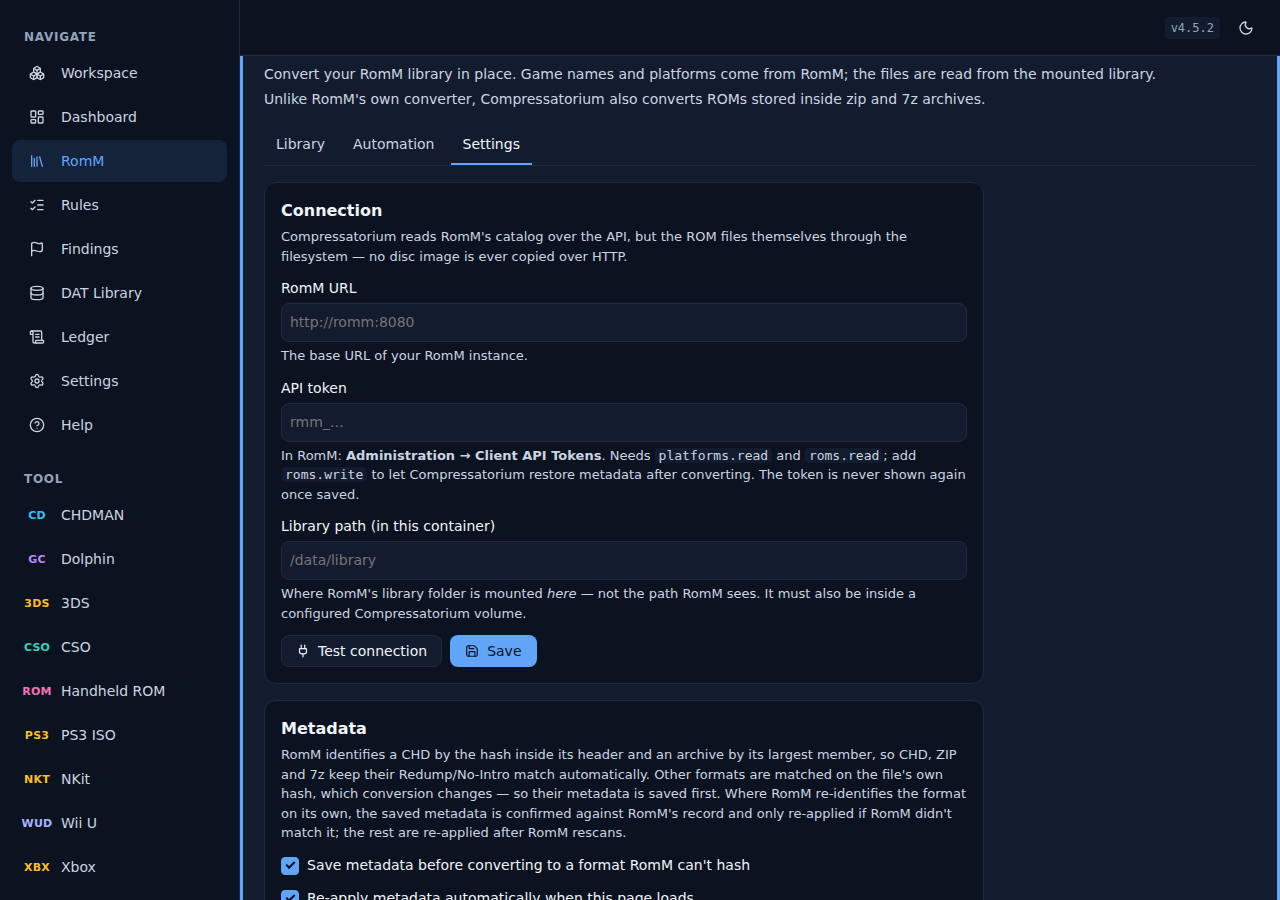 NAVIGATE
Workspace
Dashboard
RomM
Rules
Findings
DAT Library
Ledger
Settings
Help
TOOL
CD CHDMAN
GC Dolphin
3DS 3DS
CSO CSO
ROM Handheld ROM
PS3 PS3 ISO
NKT NKit
WUD Wii U
XBX Xbox
v4.5.2
Convert your RomM library in place. Game names and platforms come from RomM; the files are read from the mounted library.
Unlike RomM's own converter, Compressatorium also converts ROMs stored inside zip and 7z archives.
Library Automation Settings
Connection
Compressatorium reads RomM's catalog over the API, but the ROM files themselves through the
filesystem — no disc image is ever copied over HTTP.
RomM URL
http://romm:8080
The base URL of your RomM instance.
API token
rmm_…
In RomM: Administration → Client API Tokens. Needs platforms.read and roms.read; add
roms.write to let Compressatorium restore metadata after converting. The token is never shown again
once saved.
Library path (in this container)
/data/library
Where RomM's library folder is mounted here — not the path RomM sees. It must also be inside a
configured Compressatorium volume.
Test connection Save
Metadata
RomM identifies a CHD by the hash inside its header and an archive by its largest member, so CHD, ZIP
and 7z keep their Redump/No-Intro match automatically. Other formats are matched on the file's own
hash, which conversion changes — so their metadata is saved first. Where RomM re-identifies the format
on its own, the saved metadata is confirmed against RomM's record and only re-applied if RomM didn't
match it; the rest are re-applied after RomM rescans.
Save metadata before converting to a format RomM can't hash
Re-apply metadata automatically when this page loads